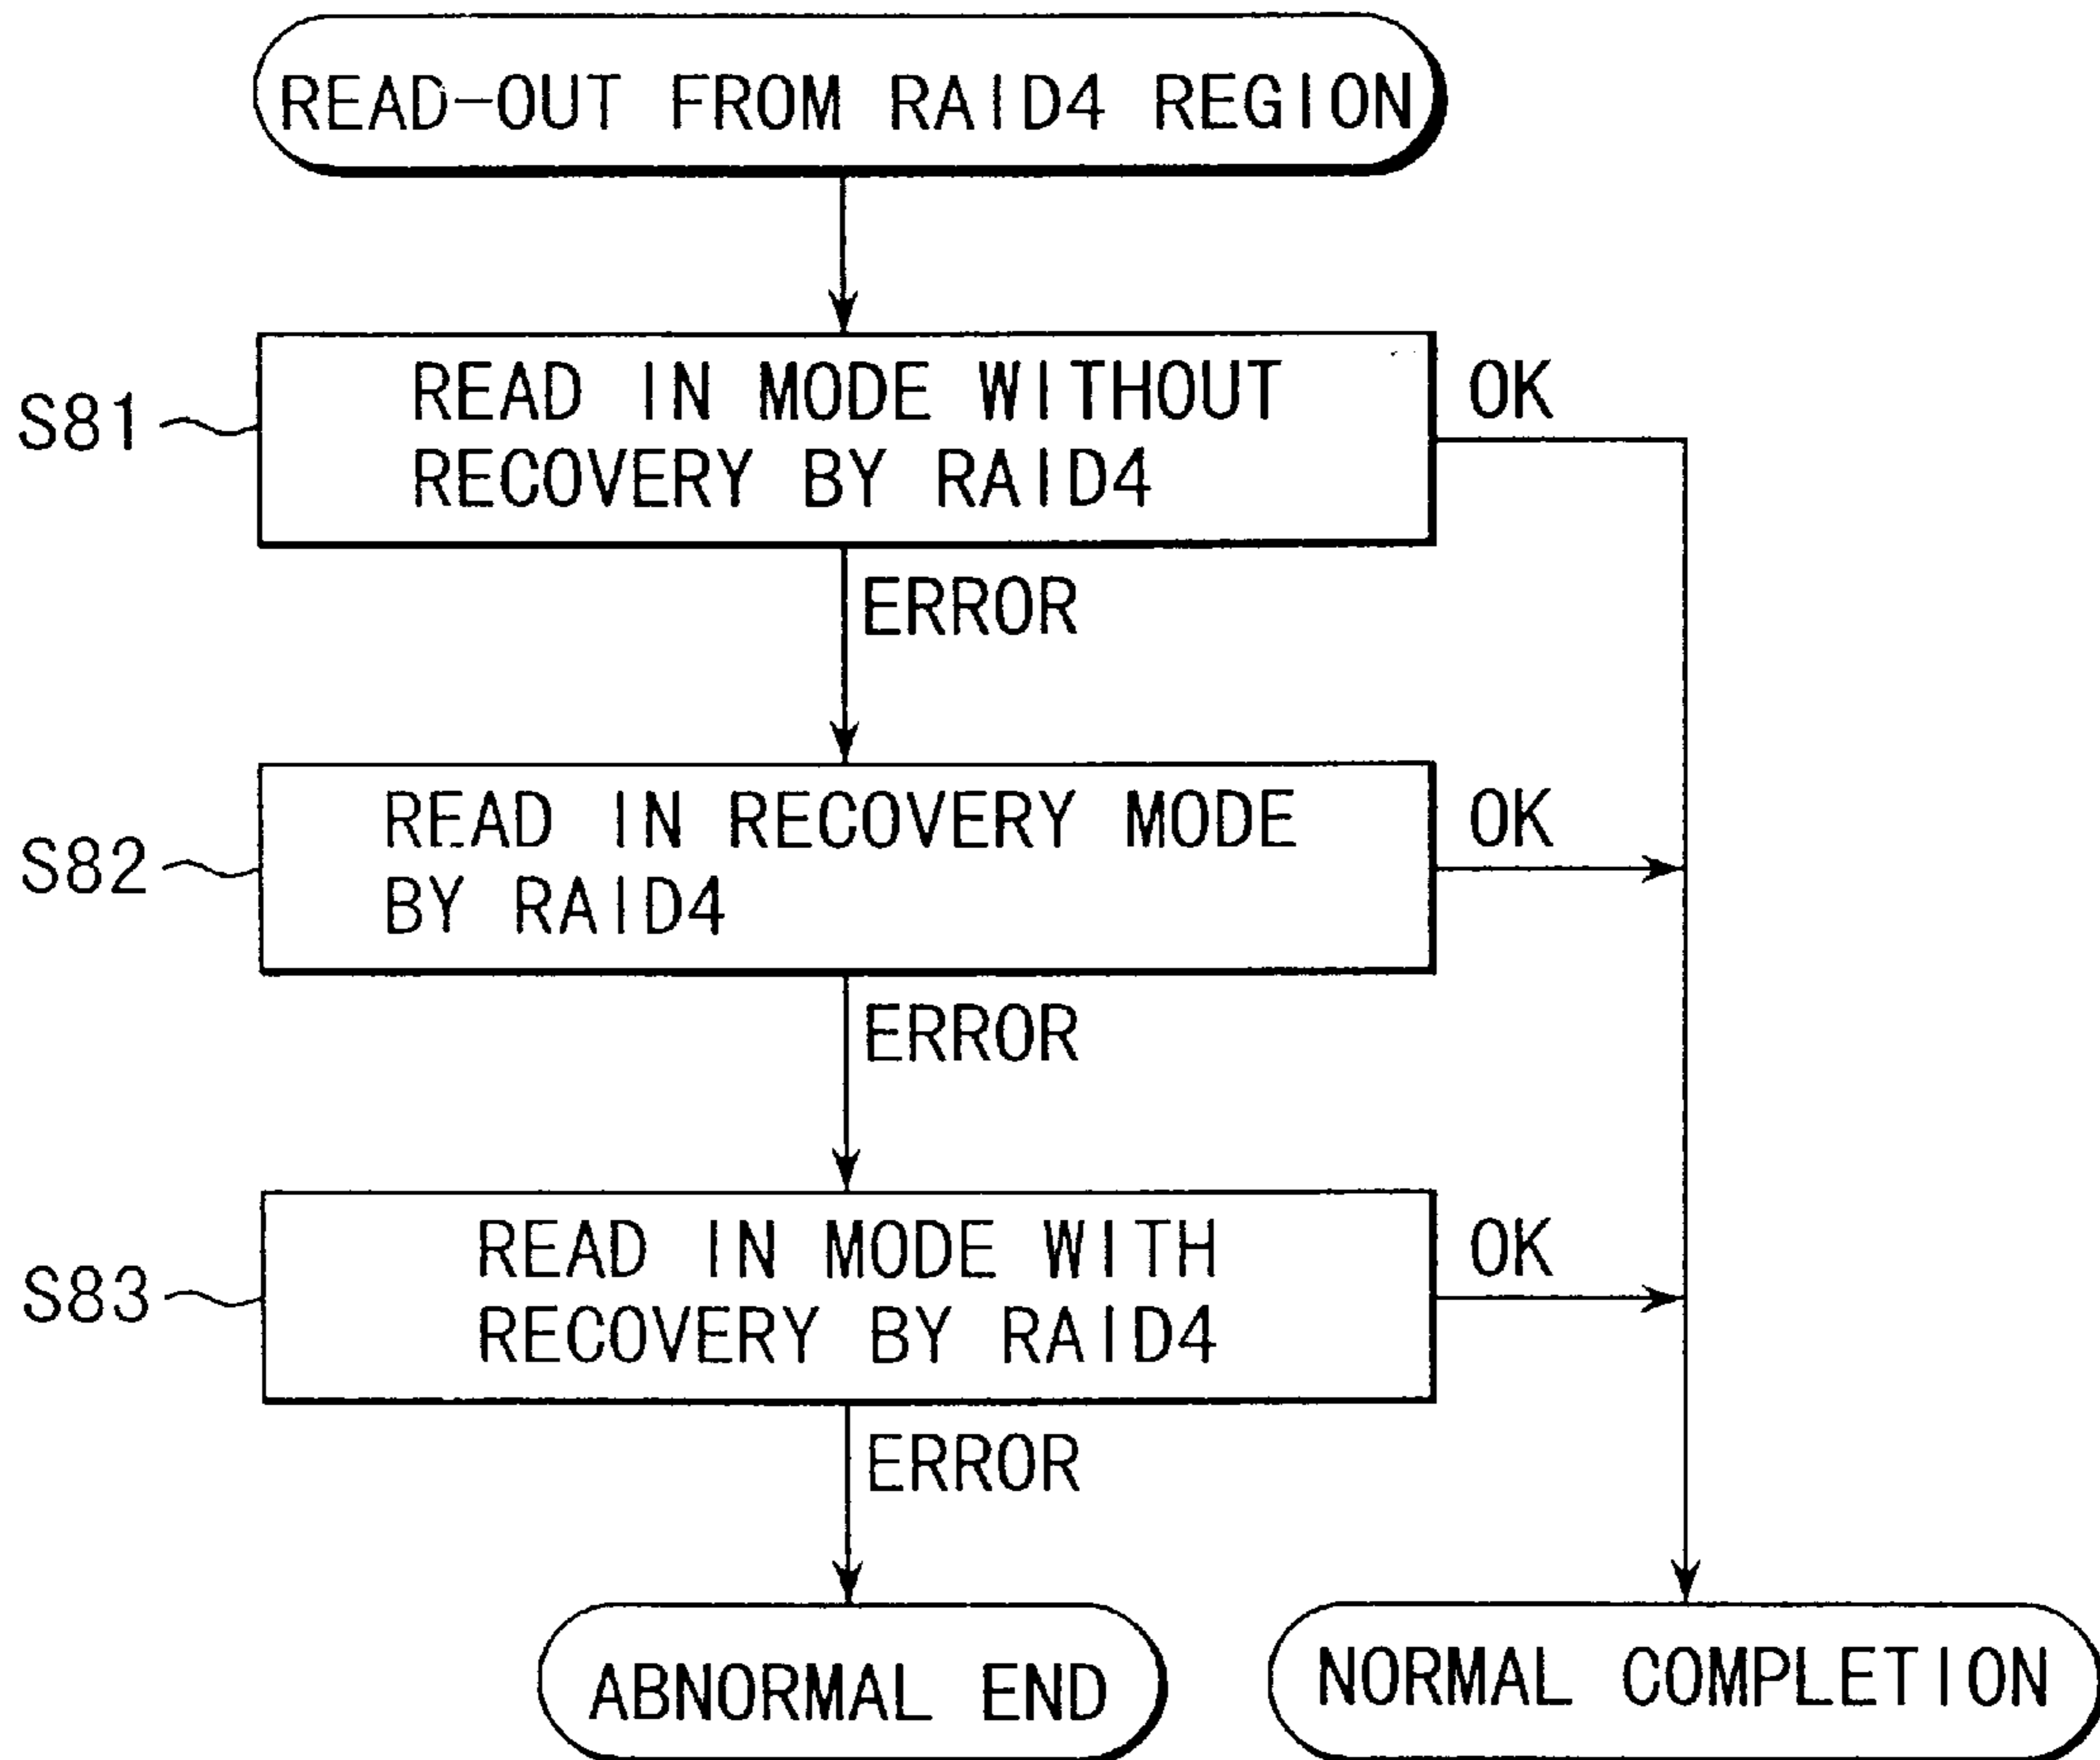 READ-OUT FROM RAID4 REGION
S81
READ IN MODE WITHOUT
RECOVERY BY RAID4
OK
ERROR
S82
READ IN RECOVERY MODE
BY RAID4
OK
ERROR
S83
READ IN MODE WITH
RECOVERY BY RAID4
OK
ERROR
ABNORMAL END
NORMAL COMPLETION